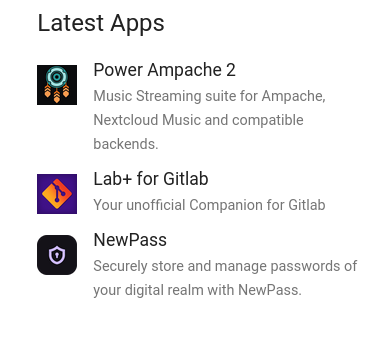 Latest Apps
Power Ampache 2
Music Streaming suite for Ampache,
Nextcloud Music and compatible
backends.
Lab+ for Gitlab
Your unofficial Companion for Gitlab
NewPass
Securely store and manage passwords of
your digital realm with NewPass.